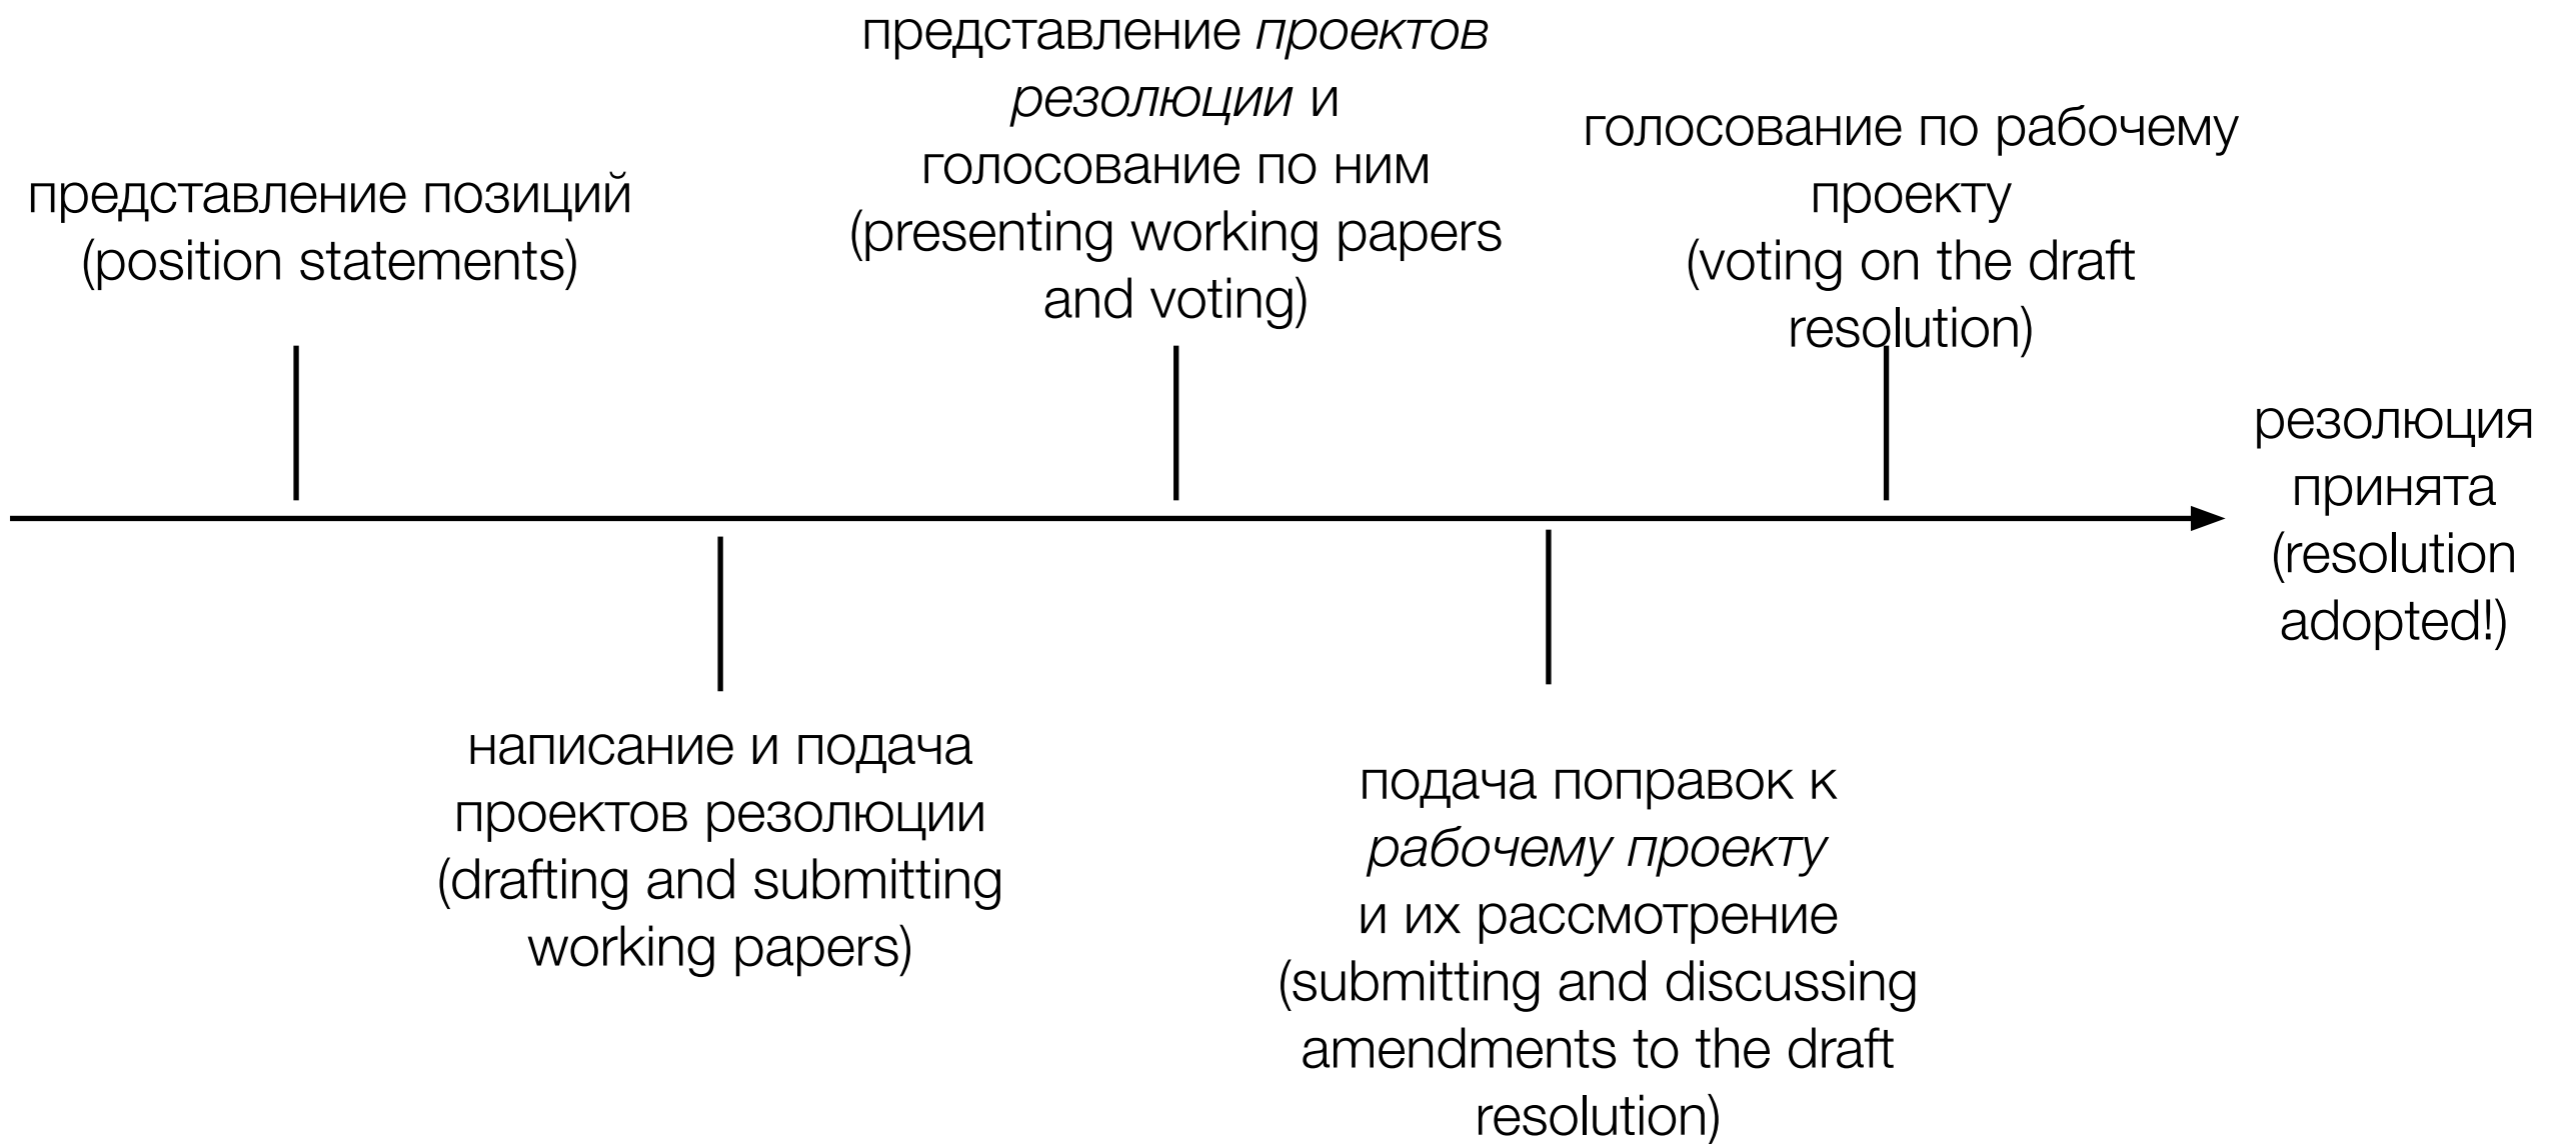 представление позиций
(position statements)
написание и подача
проектов резолюции
(drafting and submitting
working papers)
представление проектов
резолюции и
голосование по ним
(presenting working papers
and voting)
подача поправок к
рабочему проекту
и их рассмотрение
(submitting and discussing
amendments to the draft
resolution)
голосование по рабочему
проекту
(voting on the draft
resolution)
резолюция
принята
(resolution
adopted!)